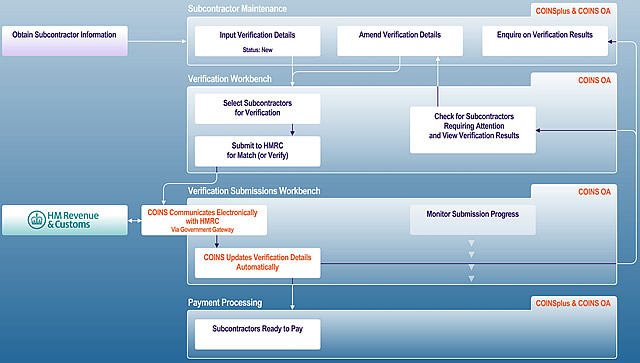 Subcontractor Maintenance
COINSplus & COINS OA
Obtain Subcontractor Information
Input Verification Details
Status: New
Amend Verification Details
Enquire on Verification Results
Verification Workbench
COINS OA
Select Subcontractors
for Verification
Check for Subcontractors
Requiring Attention
and View Verification Results
Submit to HMRC
for Match (or Verify)
Verification Submissions Workbench
COINS OA
HM Revenue
& Customs
COINS Communicates Electronically
with HMRC
Via Government Gateway
Monitor Submission Progress
COINS Updates Verification Details
Automatically
Payment Processing
COINSplus & COINS OA
Subcontractors Ready to Pay